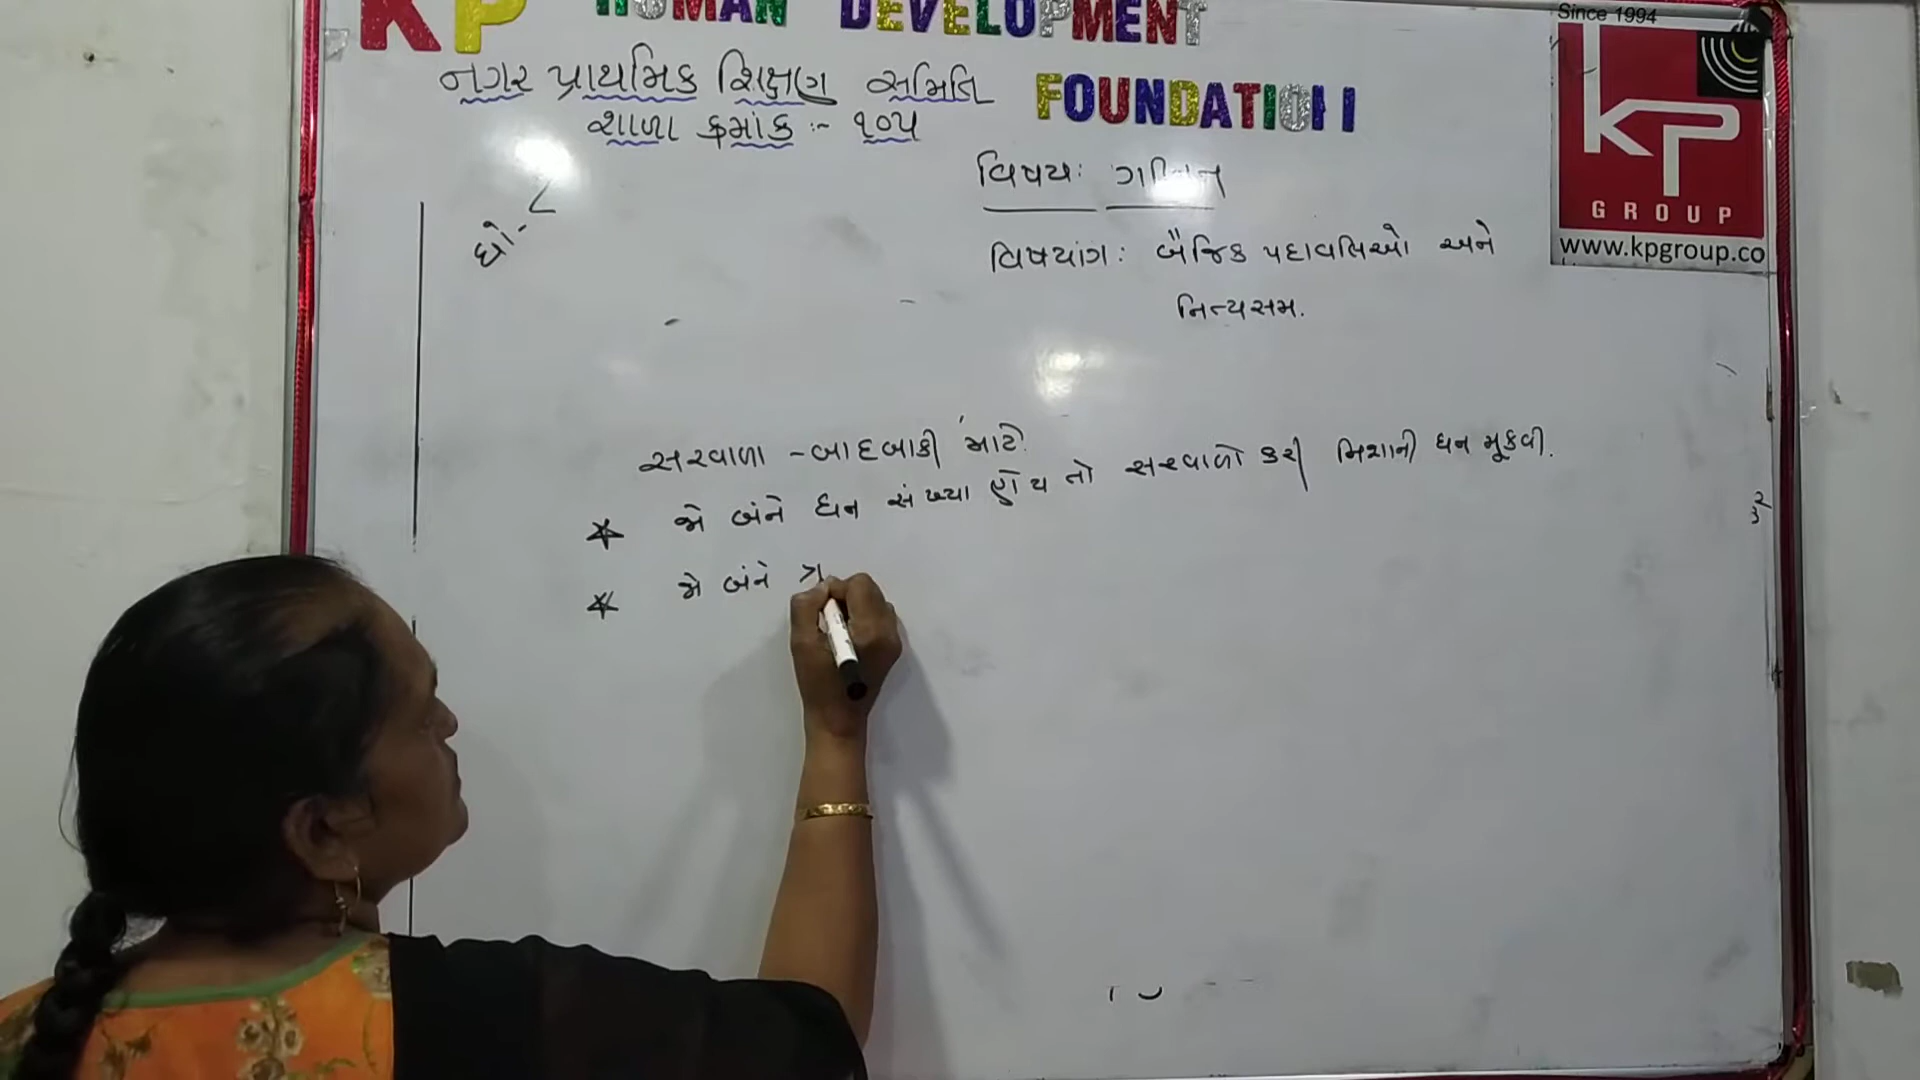 KP HUMAN DEVELOPMENT
FOUNDATION
Since 1994
KP
GROUP
www.kpgroup.co
નગર પ્રાથમિક શિક્ષણ સમિતિ
શાળા ક્રમાંક :- ૧૦૫
ધો-૮
વિષય: ગણિત
વિષયાંગ: બૈજિક પદાવલિઓ અને
નિત્યસમ.
સરવાળા - બાદબાકી માટે
જો બંને ધન સંખ્યા હોય તો સરવાળો કરી નિશાની ધન મૂકવી.
જો બંને ઋ